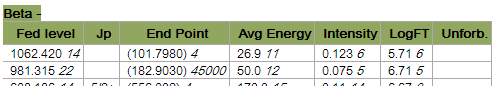 Beta -
Fed level Jp End Point Avg Energy Intensity LogFT Unforb.
1062.420 14 (101.7980) 4 26.9 11 0.123 6 5.71 6
981.315 22 (182.9030) 45000 50.0 12 0.075 5 6.71 5